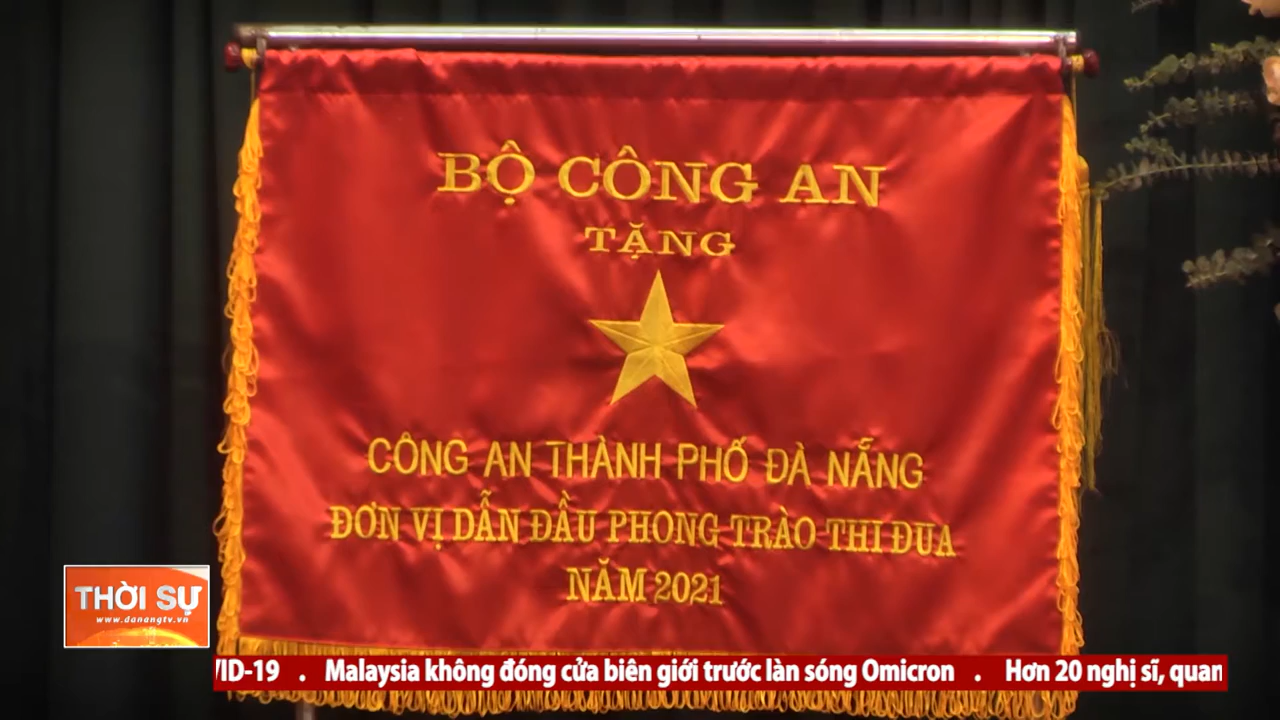 BỘ CÔNG AN
TẶNG
CÔNG AN THÀNH PHỐ ĐÀ NẴNG
ĐƠN VỊ DẪN ĐẦU PHONG TRÀO THI ĐUA
NĂM 2021
THỜI SỰ
www.danangtv.vn
VID-19 . Malaysia không đóng cửa biên giới trước làn sóng Omicron . Hơn 20 nghị sĩ, quan